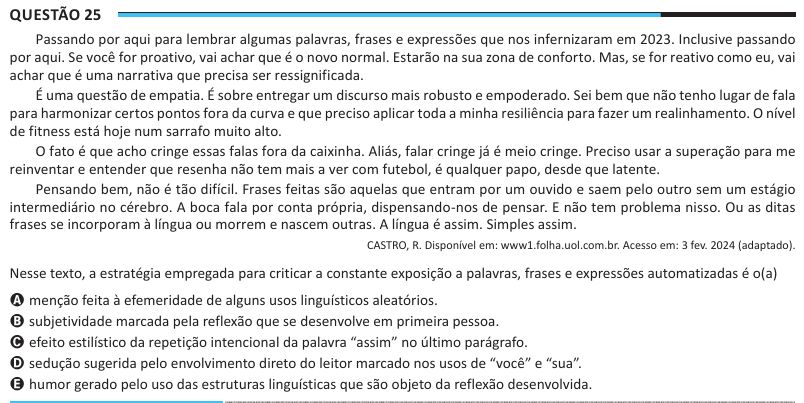 QUESTÃO 25
Passando por aqui para lembrar algumas palavras, frases e expressões que nos infernizaram em 2023. Inclusive passando
por aqui. Se você for proativo, vai achar que é o novo normal. Estarão na sua zona de conforto. Mas, se for reativo como eu, vai
achar que é uma narrativa que precisa ser ressignificada.
É uma questão de empatia. É sobre entregar um discurso mais robusto e empoderado. Sei bem que não tenho lugar de fala
para harmonizar certos pontos fora da curva e que preciso aplicar toda a minha resiliência para fazer um realinhamento. O nível
de fitness está hoje num sarrafo muito alto.
O fato é que acho cringe essas falas fora da caixinha. Aliás, falar cringe já é meio cringe. Preciso usar a superação para me
reinventar e entender que resenha não tem mais a ver com futebol, é qualquer papo, desde que latente.
Pensando bem, não é tão difícil. Frases feitas são aquelas que entram por um ouvido e saem pelo outro sem um estágio
intermediário no cérebro. A boca fala por conta própria, dispensando-nos de pensar. E não tem problema nisso. Ou as ditas
frases se incorporam à língua ou morrem e nascem outras. A língua é assim. Simples assim.
CASTRO, R. Disponível em: www1.folha.uol.com.br. Acesso em: 3 fev. 2024 (adaptado).
Nesse texto, a estratégia empregada para criticar a constante exposição a palavras, frases e expressões automatizadas é o(a)
A menção feita à efemeridade de alguns usos linguísticos aleatórios.
B subjetividade marcada pela reflexão que se desenvolve em primeira pessoa.
C efeito estilístico da repetição intencional da palavra “assim” no último parágrafo.
D sedução sugerida pelo envolvimento direto do leitor marcado nos usos de “você” e “sua”.
E humor gerado pelo uso das estruturas linguísticas que são objeto da reflexão desenvolvida.